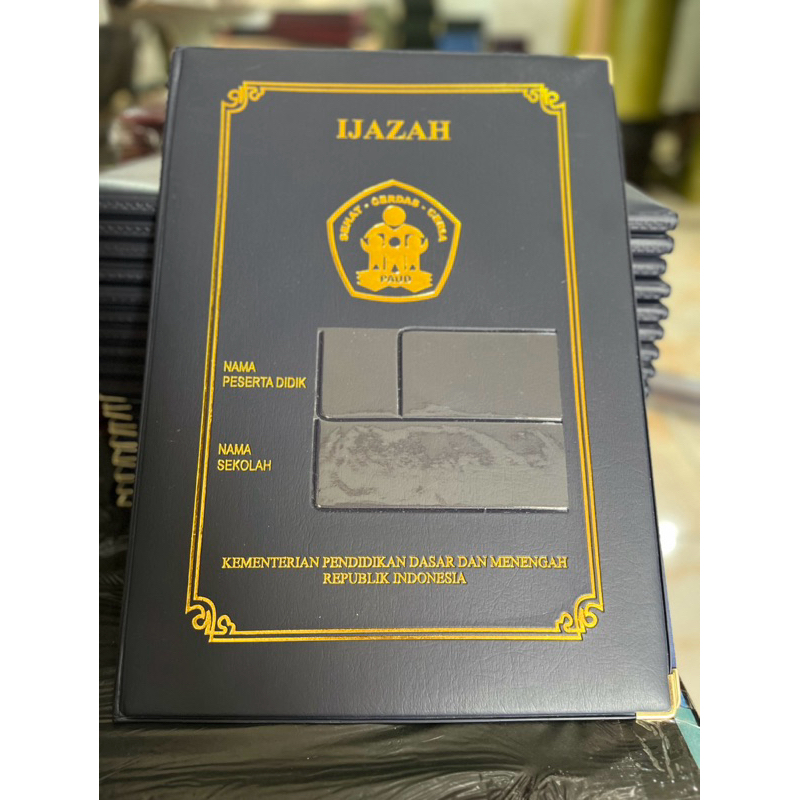 IJAZAH
SEHAT - CERDAS - CERIA
PAUD
NAMA
PESERTA DIDIK
NAMA
SEKOLAH
KEMENTERIAN PENDIDIKAN DASAR DAN MENENGAH
REPUBLIK INDONESIA